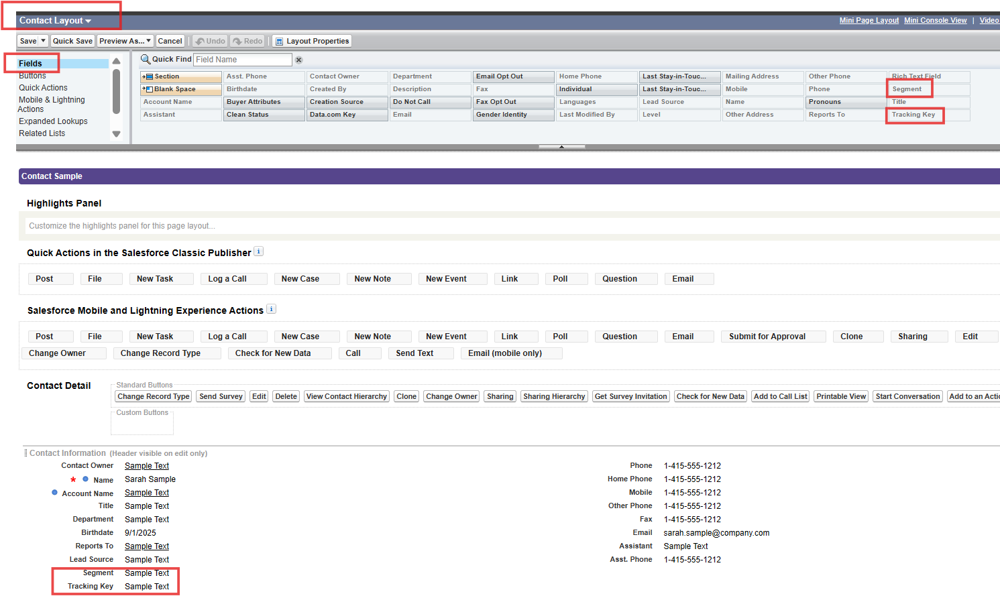 Contact Layout
Mini Page Layout Mini Console View | Video
Save Quick Save Preview As... Cancel Undo Redo Layout Properties
Fields
Buttons
Quick Actions
Mobile & Lightning
Actions
Expanded Lookups
Related Lists
Quick Find Field Name
Section Asst. Phone Contact Owner Department Email Opt Out Home Phone Last Stay-in-Touc... Mailing Address Other Phone Rich Text Field
Blank Space Birthdate Created By Description Fax Individual Last Stay-in-Touc... Mobile Phone Segment
Account Name Buyer Attributes Creation Source Do Not Call Fax Opt Out Languages Lead Source Name Pronouns Title
Assistant Clean Status Data.com Key Email Gender Identity Last Modified By Level Other Address Reports To Tracking Key
Contact Sample
Highlights Panel
Customize the highlights panel for this page layout...
Quick Actions in the Salesforce Classic Publisher i
Post File New Task Log a Call New Case New Note New Event Link Poll Question Email
Salesforce Mobile and Lightning Experience Actions i
Post File New Task Log a Call New Case New Note New Event Link Poll Question Email Submit for Approval Clone Sharing Edit
Change Owner Change Record Type Check for New Data Call Send Text Email (mobile only)
Contact Detail
Standard Buttons
Change Record Type Send Survey Edit Delete View Contact Hierarchy Clone Change Owner Sharing Sharing Hierarchy Get Survey Invitation Check for New Data Add to Call List Printable View Start Conversation Add to an Actio
Custom Buttons
Contact Information (Header visible on edit only)
Contact Owner Sample Text
* Name Sarah Sample
Account Name Sample Text
Title Sample Text
Department Sample Text
Birthdate 9/1/2025
Reports To Sample Text
Lead Source Sample Text
Segment Sample Text
Tracking Key Sample Text
Phone 1-415-555-1212
Home Phone 1-415-555-1212
Mobile 1-415-555-1212
Other Phone 1-415-555-1212
Fax 1-415-555-1212
Email sarah.sample@company.com
Assistant Sample Text
Asst. Phone 1-415-555-1212